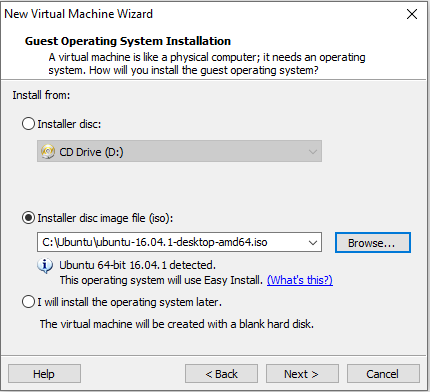 New Virtual Machine Wizard
Guest Operating System Installation
A virtual machine is like a physical computer; it needs an operating
system. How will you install the guest operating system?
Install from:
Installer disc:
CD Drive (D:)
Installer disc image file (iso):
C:\Ubuntu\ubuntu-16.04.1-desktop-amd64.iso
Browse...
Ubuntu 64-bit 16.04.1 detected.
This operating system will use Easy Install. (What's this?)
I will install the operating system later.
The virtual machine will be created with a blank hard disk.
Help
< Back
Next >
Cancel